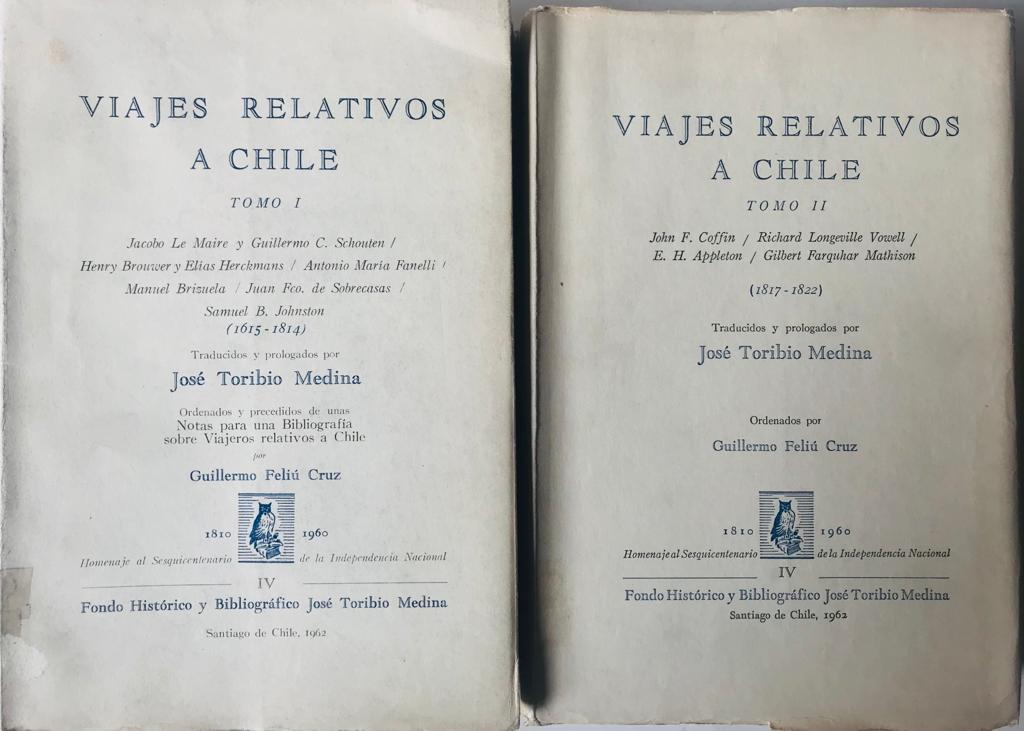 VIAJES RELATIVOS
A CHILE
TOMO I
Jacobo Le Maire y Guillermo C. Schouten /
Henry Brouwer y Elías Herckmans / Antonio María Fanelli /
Manuel Brizuela / Juan Fco. de Sobrecasas /
Samuel B. Johnston
(1615-1814)
Traducidos y prologados por
José Toribio Medina
Ordenados y precedidos de unas
Notas para una Bibliografía
sobre Viajeros relativos a Chile
por
Guillermo Feliú Cruz
1810 1960
Homenaje al Sesquicentenario de la Independencia Nacional
IV
Fondo Histórico y Bibliográfico José Toribio Medina
Santiago de Chile, 1962
VIAJES RELATIVOS
A CHILE
TOMO II
John F. Coffin / Richard Longeville Vowell /
E. H. Appleton / Gilbert Farquhar Mathison
(1817-1822)
Traducidos y prologados por
José Toribio Medina
Ordenados por
Guillermo Feliú Cruz
1810 1960
Homenaje al Sesquicentenario de la Independencia Nacional
IV
Fondo Histórico y Bibliográfico José Toribio Medina
Santiago de Chile, 1962